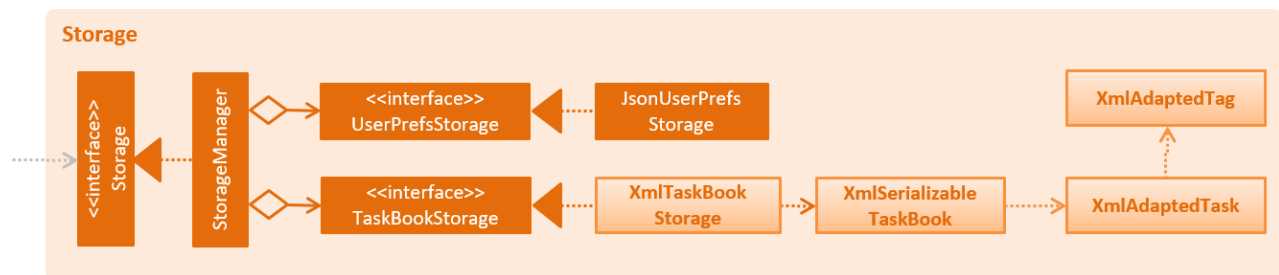 Storage
<<interface>>
Storage
StorageManager
<<interface>>
UserPrefsStorage
JsonUserPrefs
Storage
<<interface>>
TaskBookStorage
XmlTaskBook
Storage
XmlSerializable
TaskBook
XmlAdaptedTag
XmlAdaptedTask